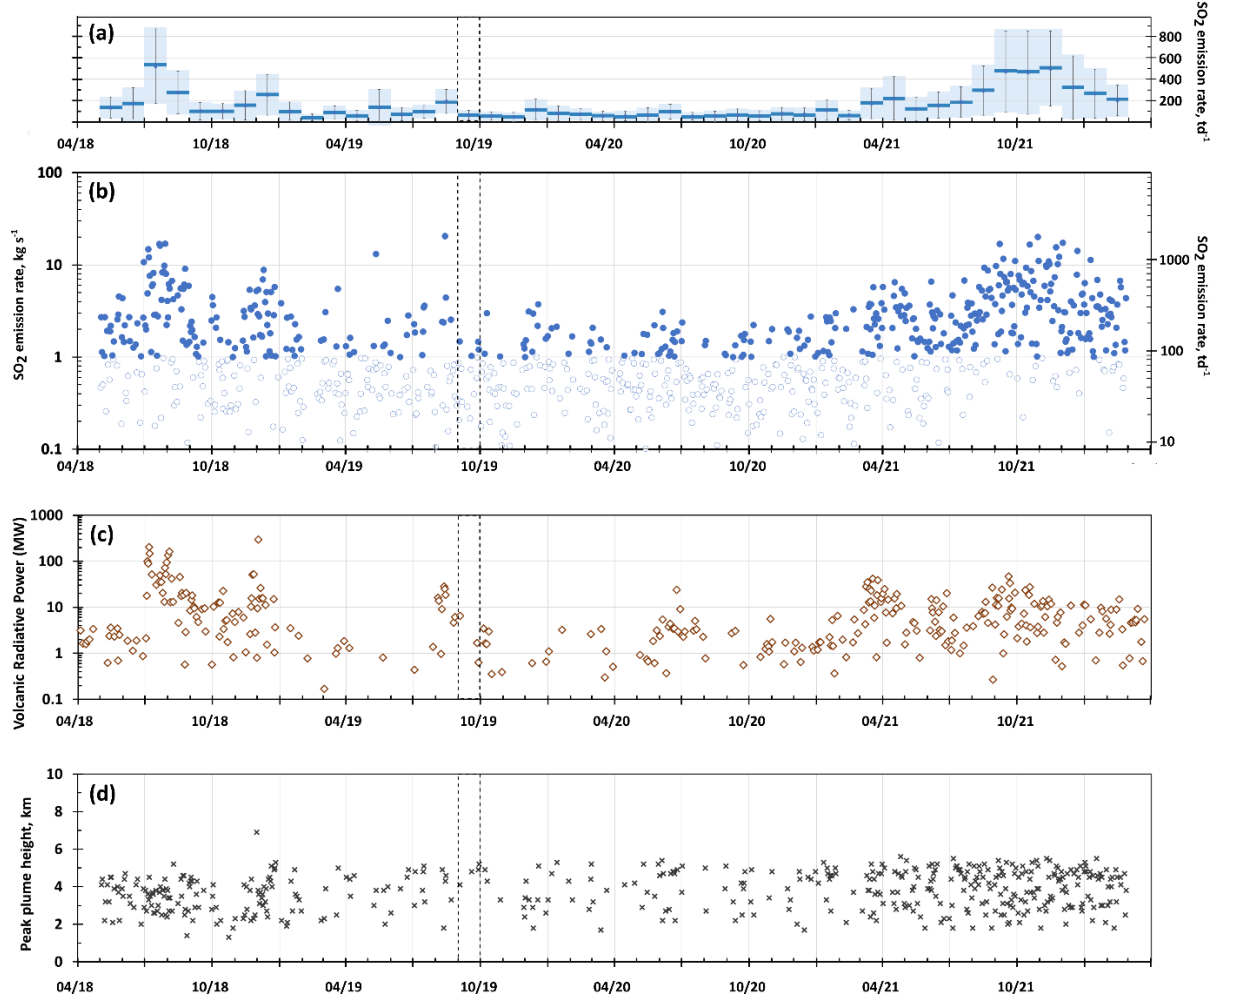 (a)
800
600
400
200
SO2 emission rate, td-1
04/18 10/18 04/19 10/19 04/20 10/20 04/21 10/21
(b)
100
10
1
0.1
SO2 emission rate, kg s-1
1000
100
10
SO2 emission rate, td-1
04/18 10/18 04/19 10/19 04/20 10/20 04/21 10/21
(c)
1000
100
10
1
0.1
Volcanic Radiative Power (MW)
04/18 10/18 04/19 10/19 04/20 10/20 04/21 10/21
(d)
10
8
6
4
2
0
Peak plume height, km
04/18 10/18 04/19 10/19 04/20 10/20 04/21 10/21